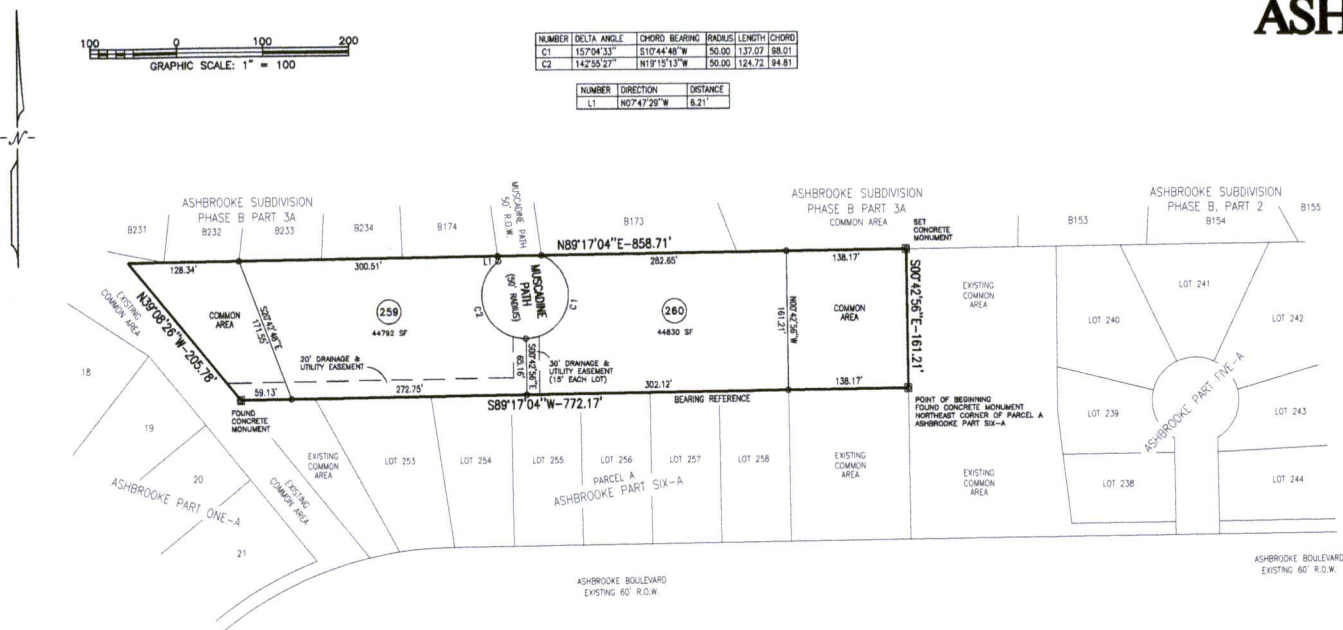 ASH
100 0 100 200
GRAPHIC SCALE: 1" = 100
NUMBER DELTA ANGLE CHORD BEARING RADIUS LENGTH CHORD
C1 157°04'33" S10°44'48"W 50.00 137.07 98.01
C2 142°55'27" N19°15'13"W 50.00 124.72 94.81
NUMBER DIRECTION DISTANCE
L1 N07°47'29"W 6.21'
N
ASHBROOKE SUBDIVISION
PHASE B PART 3A
B231
B232
B233
B234
B174
MUSCADINE PATH
50' R.O.W.
B173
ASHBROOKE SUBDIVISION
PHASE B PART 3A
COMMON AREA
SET
CONCRETE
MONUMENT
B153
ASHBROOKE SUBDIVISION
PHASE B, PART 2
B154
B155
N89°17'04"E-858.71'
128.34'
300.51'
L1
282.65'
138.17'
EXISTING
COMMON AREA
N39°08'26"W-205.78'
COMMON
AREA
S20°42'48"E
171.55'
259
44792 SF
C2
MUSCADINE
PATH
(50' RADIUS)
C1
260
44830 SF
N00°42'56"W
161.21'
COMMON
AREA
S00°42'56"E-161.21'
EXISTING
COMMON
AREA
LOT 241
LOT 240
LOT 242
20' DRAINAGE &
UTILITY EASEMENT
65.16'
S00°42'56"E
30' DRAINAGE &
UTILITY EASEMENT
(15' EACH LOT)
59.13'
272.75'
302.12'
138.17'
S89°17'04"W-772.17'
BEARING REFERENCE
FOUND
CONCRETE
MONUMENT
POINT OF BEGINNING
FOUND CONCRETE MONUMENT
NORTHEAST CORNER OF PARCEL A
ASHBROOKE PART SIX-A
ASHBROOKE PART FIVE-A
LOT 239
LOT 243
18
19
20
21
ASHBROOKE PART ONE-A
EXISTING
COMMON AREA
EXISTING
COMMON
AREA
LOT 253
LOT 254
LOT 255
LOT 256
LOT 257
LOT 258
PARCEL A
ASHBROOKE PART SIX-A
EXISTING
COMMON
AREA
EXISTING
COMMON
AREA
LOT 238
LOT 244
ASHBROOKE BOULEVARD
EXISTING 60' R.O.W.
ASHBROOKE BOULEVARD
EXISTING 60' R.O.W.